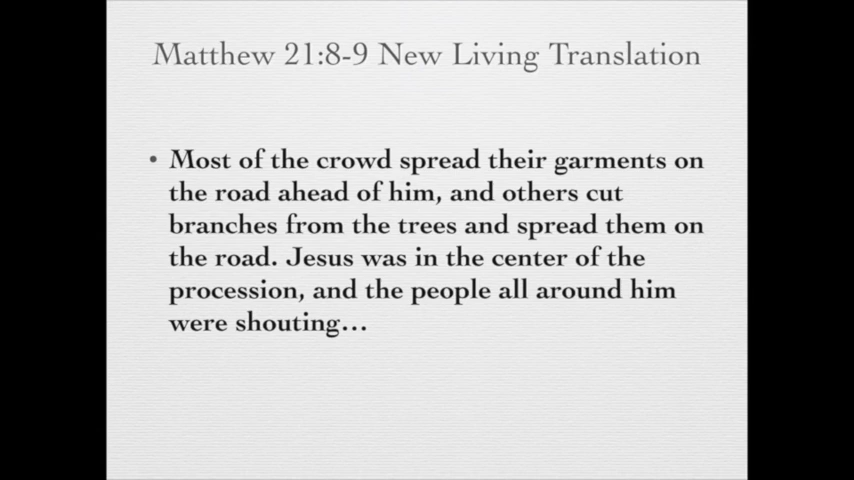 Matthew 21:8-9 New Living Translation
• Most of the crowd spread their garments on
the road ahead of him, and others cut
branches from the trees and spread them on
the road. Jesus was in the center of the
procession, and the people all around him
were shouting…